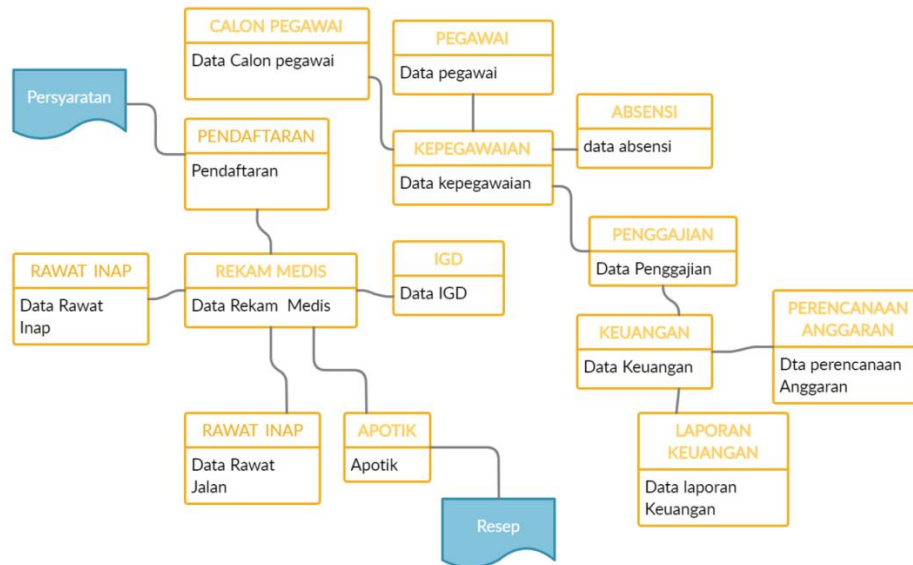 CALON PEGAWAI
Data Calon pegawai
PEGAWAI
Data pegawai
Persyaratan
ABSENSI
data absensi
PENDAFTARAN
Pendaftaran
KEPEGAWAIAN
Data kepegawaian
PENGGAJIAN
Data Penggajian
RAWAT INAP
Data Rawat
Inap
REKAM MEDIS
Data Rekam Medis
IGD
Data IGD
PERENCANAAN
ANGGARAN
Dta perencanaan
Anggaran
KEUANGAN
Data Keuangan
RAWAT INAP
Data Rawat
Jalan
APOTIK
Apotik
LAPORAN
KEUANGAN
Data laporan
Keuangan
Resep